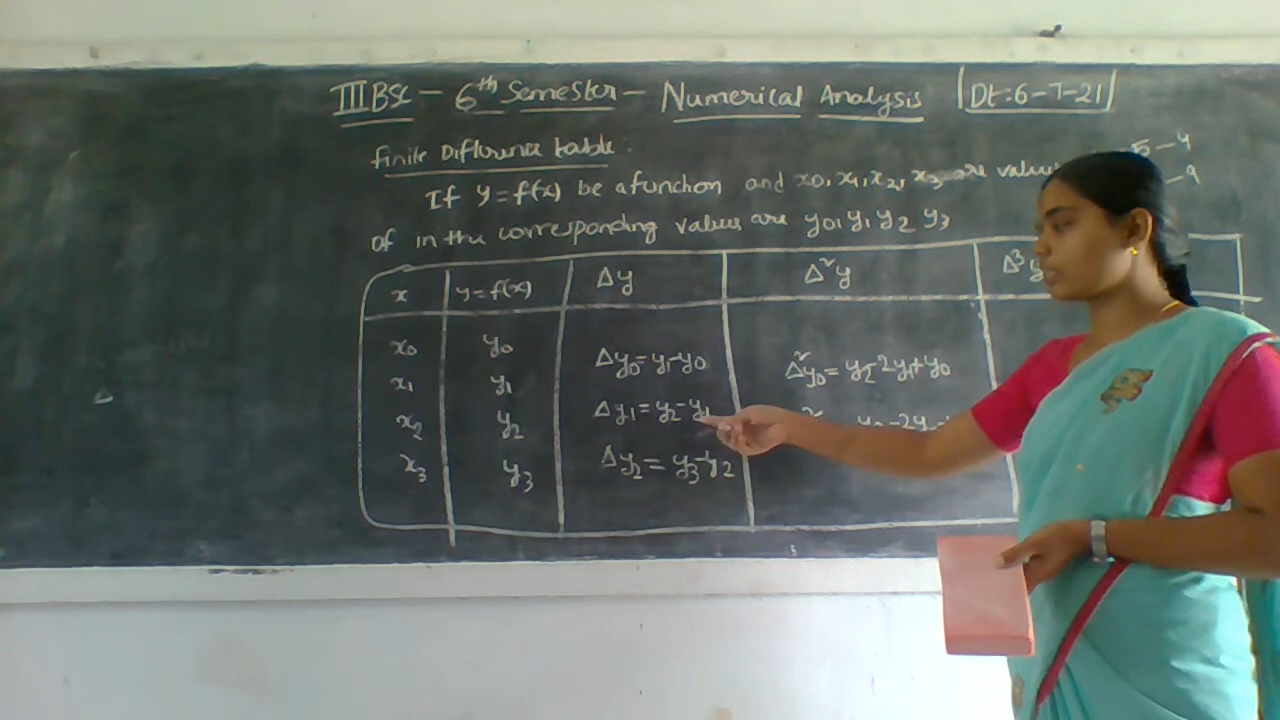 III BSc - 6th Semester - Numerical Analysis Dt:6-7-21
Finite Difference table:
If y=f(x) be a function and x0, x1, x2, x3 are values
of in the corresponding values are y0, y1 y2 y3
x y=f(x) Δy Δ²y Δ³y
x0 y0 Δy0=y1-y0 Δ²y0=y2-2y1+y0
x1 y1 Δy1=y2-y1
x2 y2 Δy2=y3-y2
x3 y3